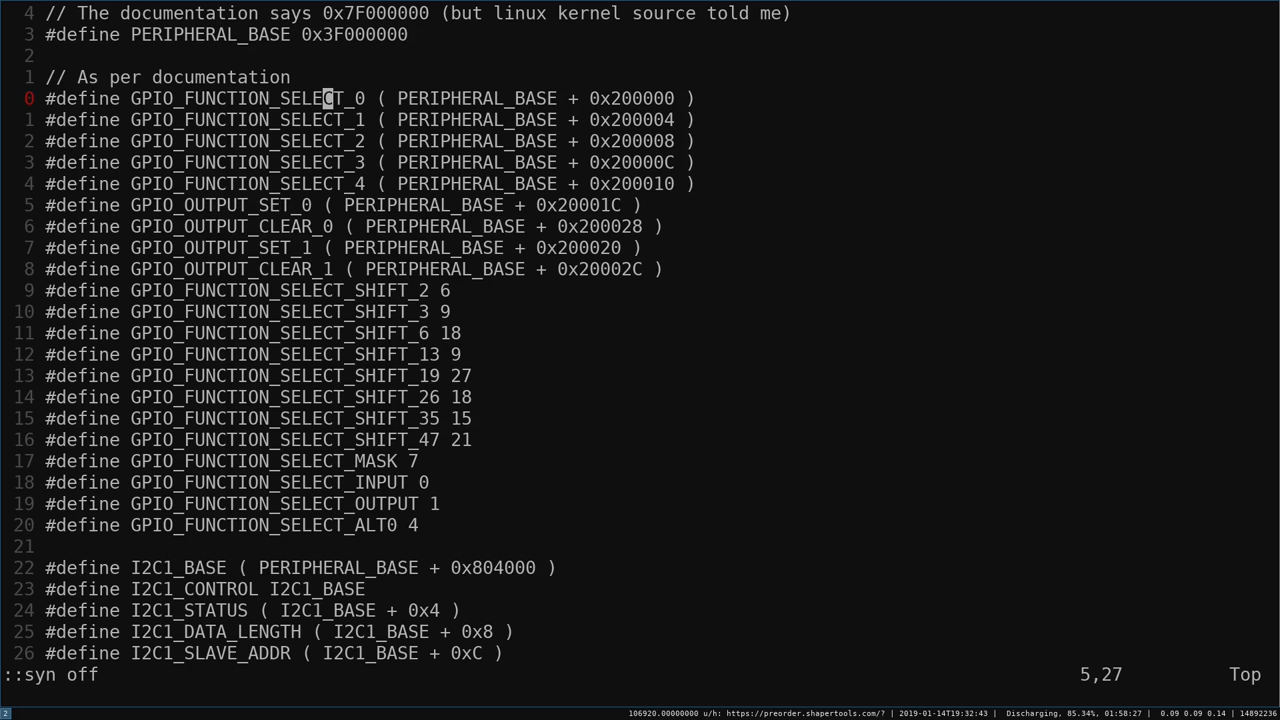 4 // The documentation says 0x7F000000 (but linux kernel source told me)
3 #define PERIPHERAL_BASE 0x3F000000
2
1 // As per documentation
0 #define GPIO_FUNCTION_SELECT_0 ( PERIPHERAL_BASE + 0x200000 )
1 #define GPIO_FUNCTION_SELECT_1 ( PERIPHERAL_BASE + 0x200004 )
2 #define GPIO_FUNCTION_SELECT_2 ( PERIPHERAL_BASE + 0x200008 )
3 #define GPIO_FUNCTION_SELECT_3 ( PERIPHERAL_BASE + 0x20000C )
4 #define GPIO_FUNCTION_SELECT_4 ( PERIPHERAL_BASE + 0x200010 )
5 #define GPIO_OUTPUT_SET_0 ( PERIPHERAL_BASE + 0x20001C )
6 #define GPIO_OUTPUT_CLEAR_0 ( PERIPHERAL_BASE + 0x200028 )
7 #define GPIO_OUTPUT_SET_1 ( PERIPHERAL_BASE + 0x200020 )
8 #define GPIO_OUTPUT_CLEAR_1 ( PERIPHERAL_BASE + 0x20002C )
9 #define GPIO_FUNCTION_SELECT_SHIFT_2 6
10 #define GPIO_FUNCTION_SELECT_SHIFT_3 9
11 #define GPIO_FUNCTION_SELECT_SHIFT_6 18
12 #define GPIO_FUNCTION_SELECT_SHIFT_13 9
13 #define GPIO_FUNCTION_SELECT_SHIFT_19 27
14 #define GPIO_FUNCTION_SELECT_SHIFT_26 18
15 #define GPIO_FUNCTION_SELECT_SHIFT_35 15
16 #define GPIO_FUNCTION_SELECT_SHIFT_47 21
17 #define GPIO_FUNCTION_SELECT_MASK 7
18 #define GPIO_FUNCTION_SELECT_INPUT 0
19 #define GPIO_FUNCTION_SELECT_OUTPUT 1
20 #define GPIO_FUNCTION_SELECT_ALT0 4
21
22 #define I2C1_BASE ( PERIPHERAL_BASE + 0x804000 )
23 #define I2C1_CONTROL I2C1_BASE
24 #define I2C1_STATUS ( I2C1_BASE + 0x4 )
25 #define I2C1_DATA_LENGTH ( I2C1_BASE + 0x8 )
26 #define I2C1_SLAVE_ADDR ( I2C1_BASE + 0xC )
::syn off 5,27 Top
2 106920.00000000 u/h: https://preorder.shapertools.com/? | 2019-01-14T19:32:43 | Discharging, 85.34%, 01:58:27 | 0.09 0.09 0.14 | 14892236